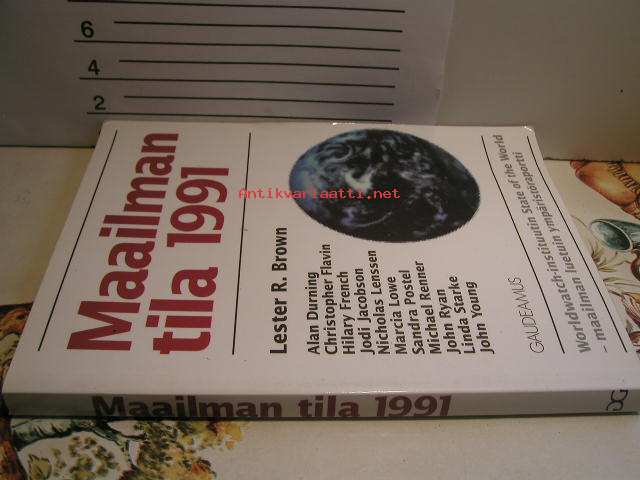 6
4
2
Maailman
tila 1991
Antikvariaatti.net
Lester R. Brown
Alan Durning
Christopher Flavin
Hilary French
Jodi Jacobson
Nicholas Lenssen
Marcia Lowe
Sandra Postel
Michael Renner
John Ryan
Linda Starke
John Young
GAUDEAMUS
Worldwatch-instituutin State of the World
– maailman luetuin ympäristöraportti
Maailman tila 1991